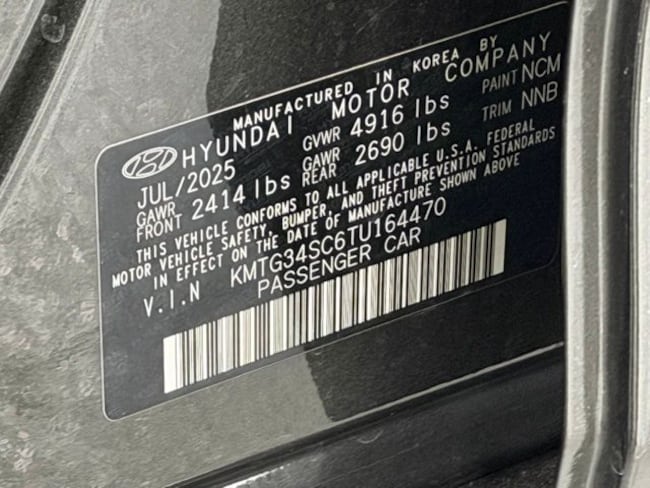 MANUFACTURED IN KOREA BY
HYUNDAI MOTOR COMPANY
JUL/2025 GVWR 4916 lbs PAINT NCM
GAWR FRONT 2414 lbs GAWR REAR 2690 lbs TRIM NNB
THIS VEHICLE CONFORMS TO ALL APPLICABLE U.S.A. FEDERAL
MOTOR VEHICLE SAFETY, BUMPER, AND THEFT PREVENTION STANDARDS
IN EFFECT ON THE DATE OF MANUFACTURE SHOWN ABOVE
V.I.N KMTG34SC6TU164470
PASSENGER CAR